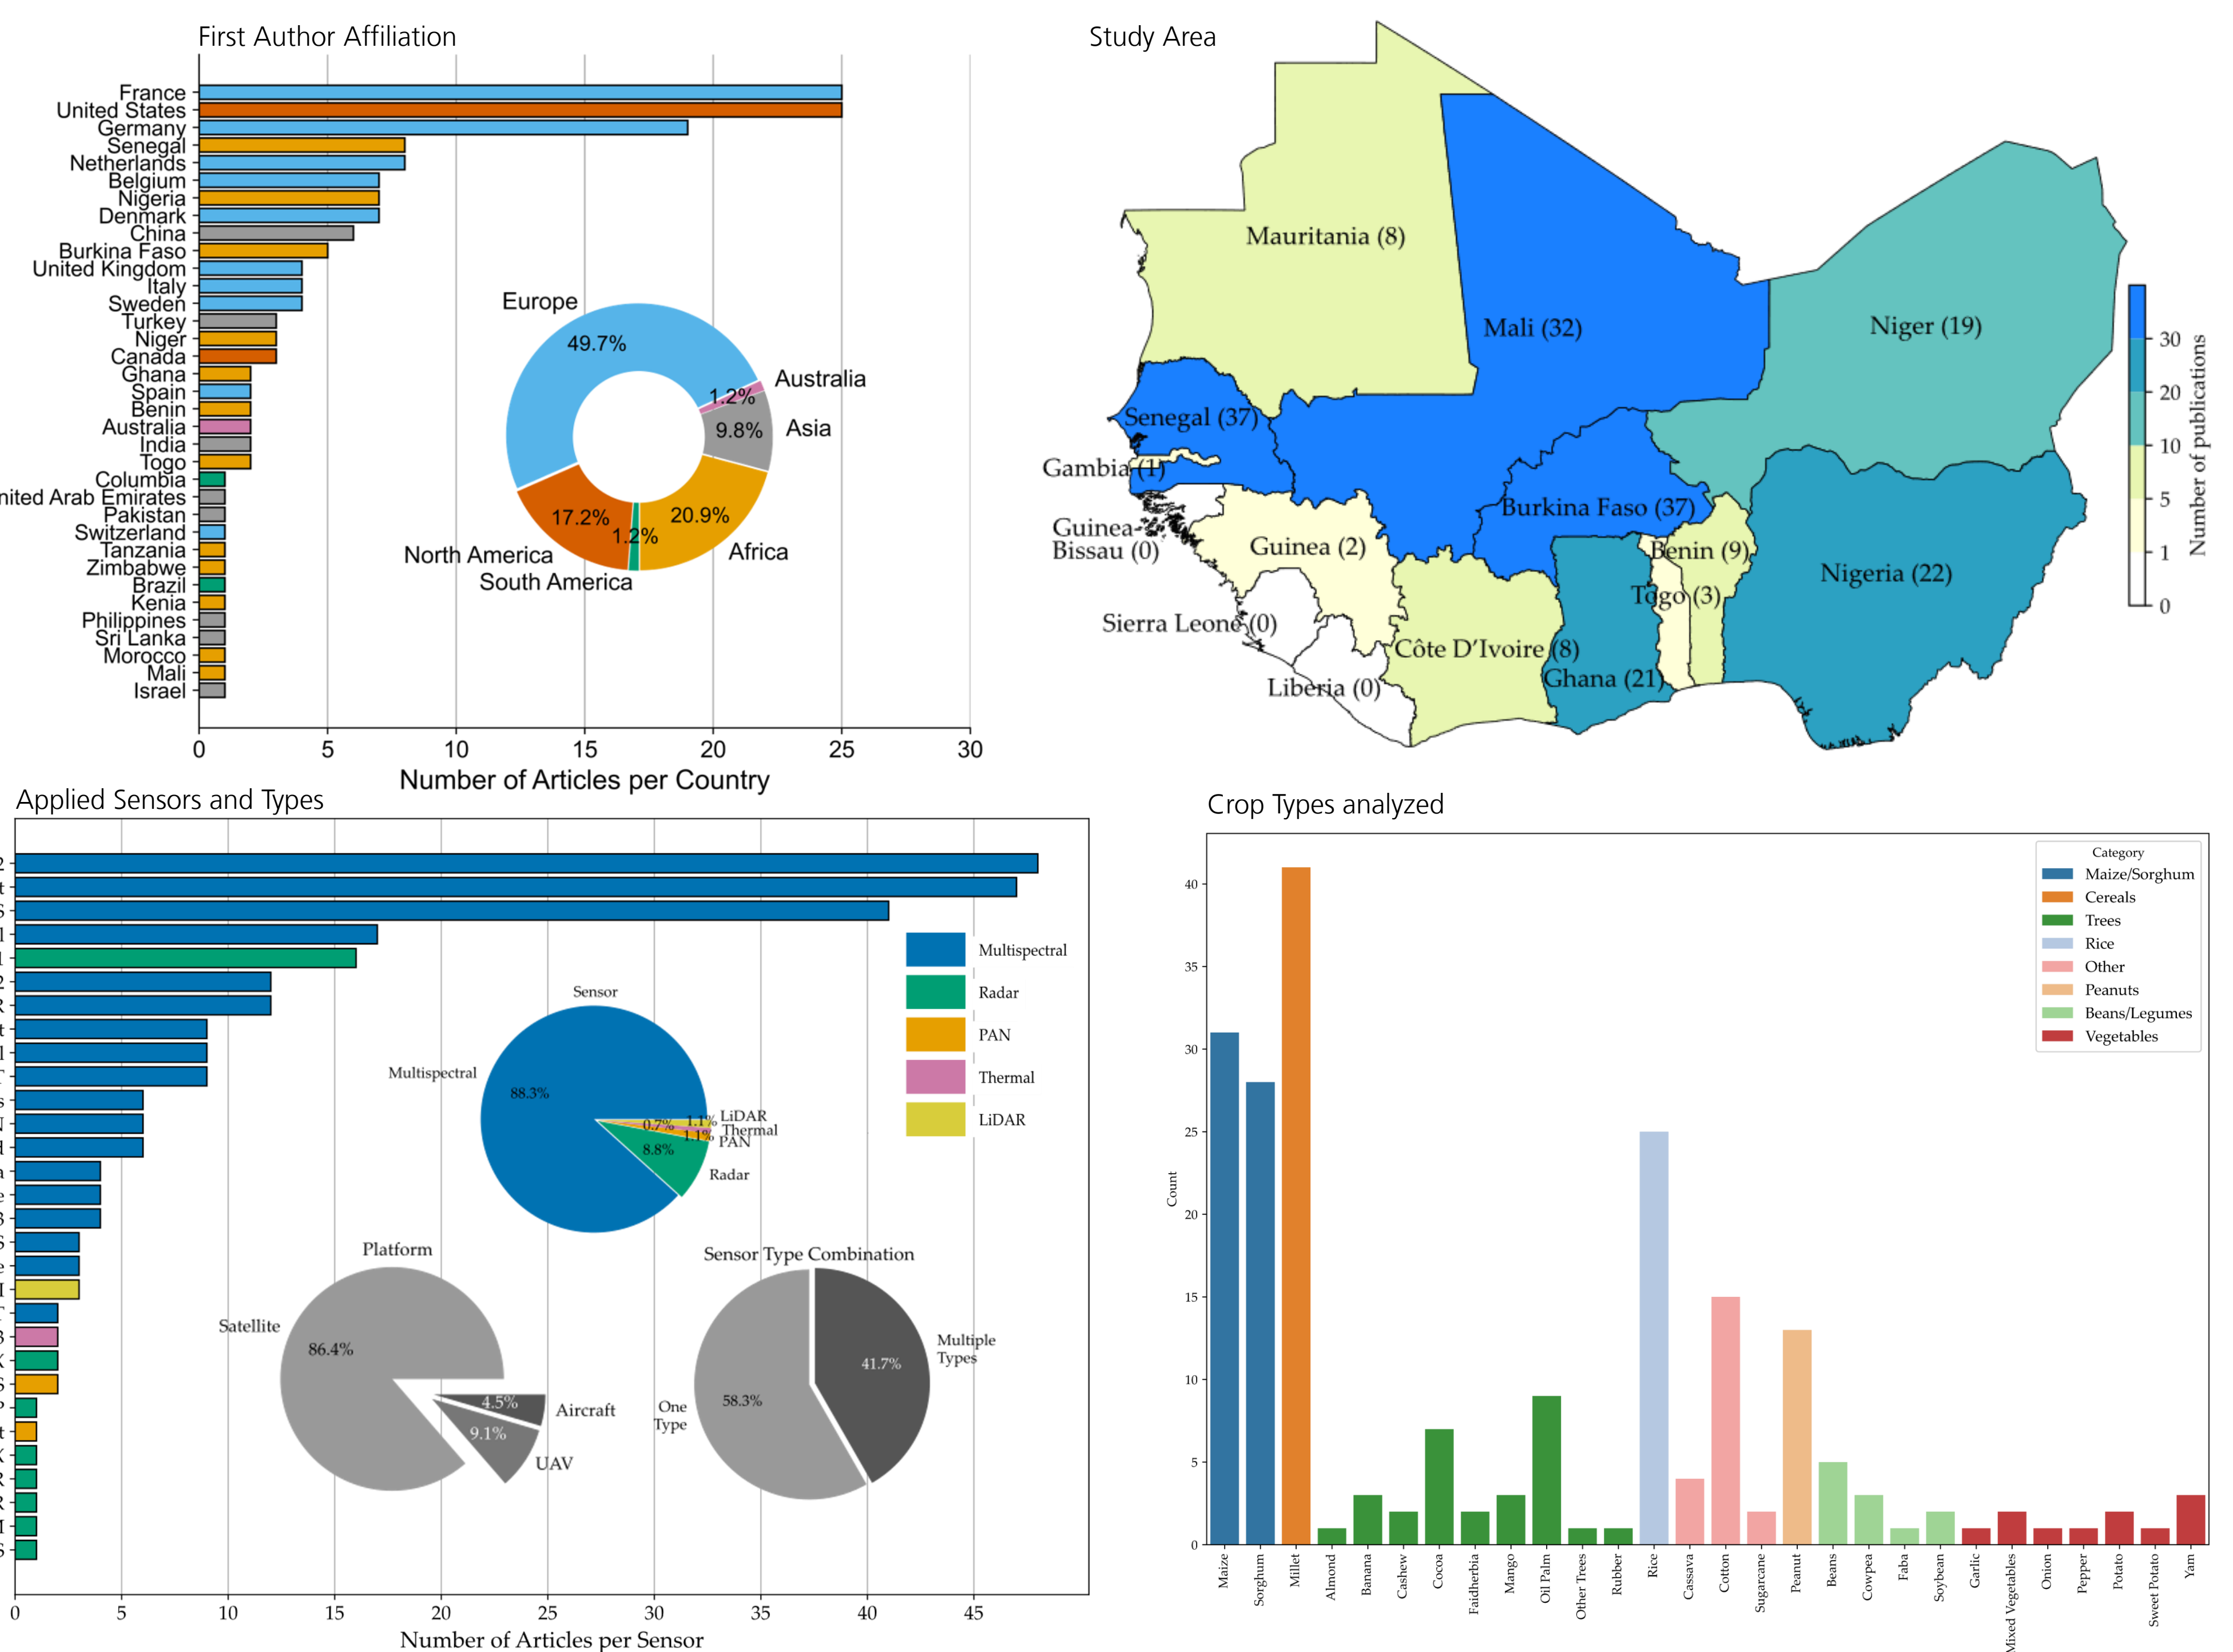 First Author Affiliation
France
United States
Germany
Senegal
Netherlands
Belgium
Nigeria
Denmark
China
Burkina Faso
United Kingdom
Italy
Sweden
Turkey
Niger
Canada
Ghana
Spain
Benin
Australia
India
Togo
Columbia
nited Arab Emirates
Pakistan
Switzerland
Tanzania
Zimbabwe
Brazil
Kenia
Philippines
Sri Lanka
Morocco
Mali
Israel
0 5 10 15 20 25 30
Number of Articles per Country
Europe
49.7%
Australia
1.2%
Asia
9.8%
Africa
20.9%
South America
1.2%
North America
17.2%
Study Area
Mauritania (8)
Mali (32)
Niger (19)
Senegal (37)
Gambia (1)
Guinea-
Bissau (0)
Guinea (2)
Burkina Faso (37)
Benin (9)
Togo (3)
Nigeria (22)
Sierra Leone (0)
Liberia (0)
Côte D'Ivoire (8)
Ghana (21)
30
20
10
5
1
0
Number of publications
Applied Sensors and Types
2
t
S
l
1
2
R
t
l
T
s
N
d
a
e
3
S
e
I
T
3
X
S
P
t
X
R
R
I
S
0 5 10 15 20 25 30 35 40 45
Number of Articles per Sensor
Multispectral
Radar
PAN
Thermal
LiDAR
Sensor
Multispectral
88.3%
1.1% LiDAR
0.7% Thermal
1.1% PAN
8.8%
Radar
Platform
Satellite
86.4%
4.5%
Aircraft
9.1%
UAV
Sensor Type Combination
Multiple
Types
41.7%
One
Type
58.3%
Crop Types analyzed
Category
Maize/Sorghum
Cereals
Trees
Rice
Other
Peanuts
Beans/Legumes
Vegetables
Count
40
35
30
25
20
15
10
5
0
Maize
Sorghum
Millet
Almond
Banana
Cashew
Cocoa
Faidherbia
Mango
Oil Palm
Other Trees
Rubber
Rice
Cassava
Cotton
Sugarcane
Peanut
Beans
Cowpea
Faba
Soybean
Garlic
Mixed Vegetables
Onion
Pepper
Potato
Sweet Potato
Yam